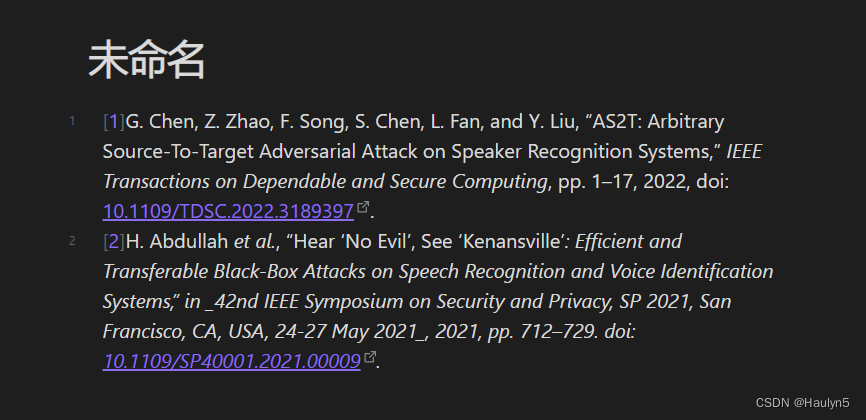 未命名
1 [1]G. Chen, Z. Zhao, F. Song, S. Chen, L. Fan, and Y. Liu, “AS2T: Arbitrary
Source-To-Target Adversarial Attack on Speaker Recognition Systems,” IEEE
Transactions on Dependable and Secure Computing, pp. 1–17, 2022, doi:
10.1109/TDSC.2022.3189397.
2 [2]H. Abdullah et al., “Hear ‘No Evil’, See ‘Kenansville’: Efficient and
Transferable Black-Box Attacks on Speech Recognition and Voice Identification
Systems,” in _42nd IEEE Symposium on Security and Privacy, SP 2021, San
Francisco, CA, USA, 24-27 May 2021_, 2021, pp. 712–729. doi:
10.1109/SP40001.2021.00009.
CSDN @Haulyn5